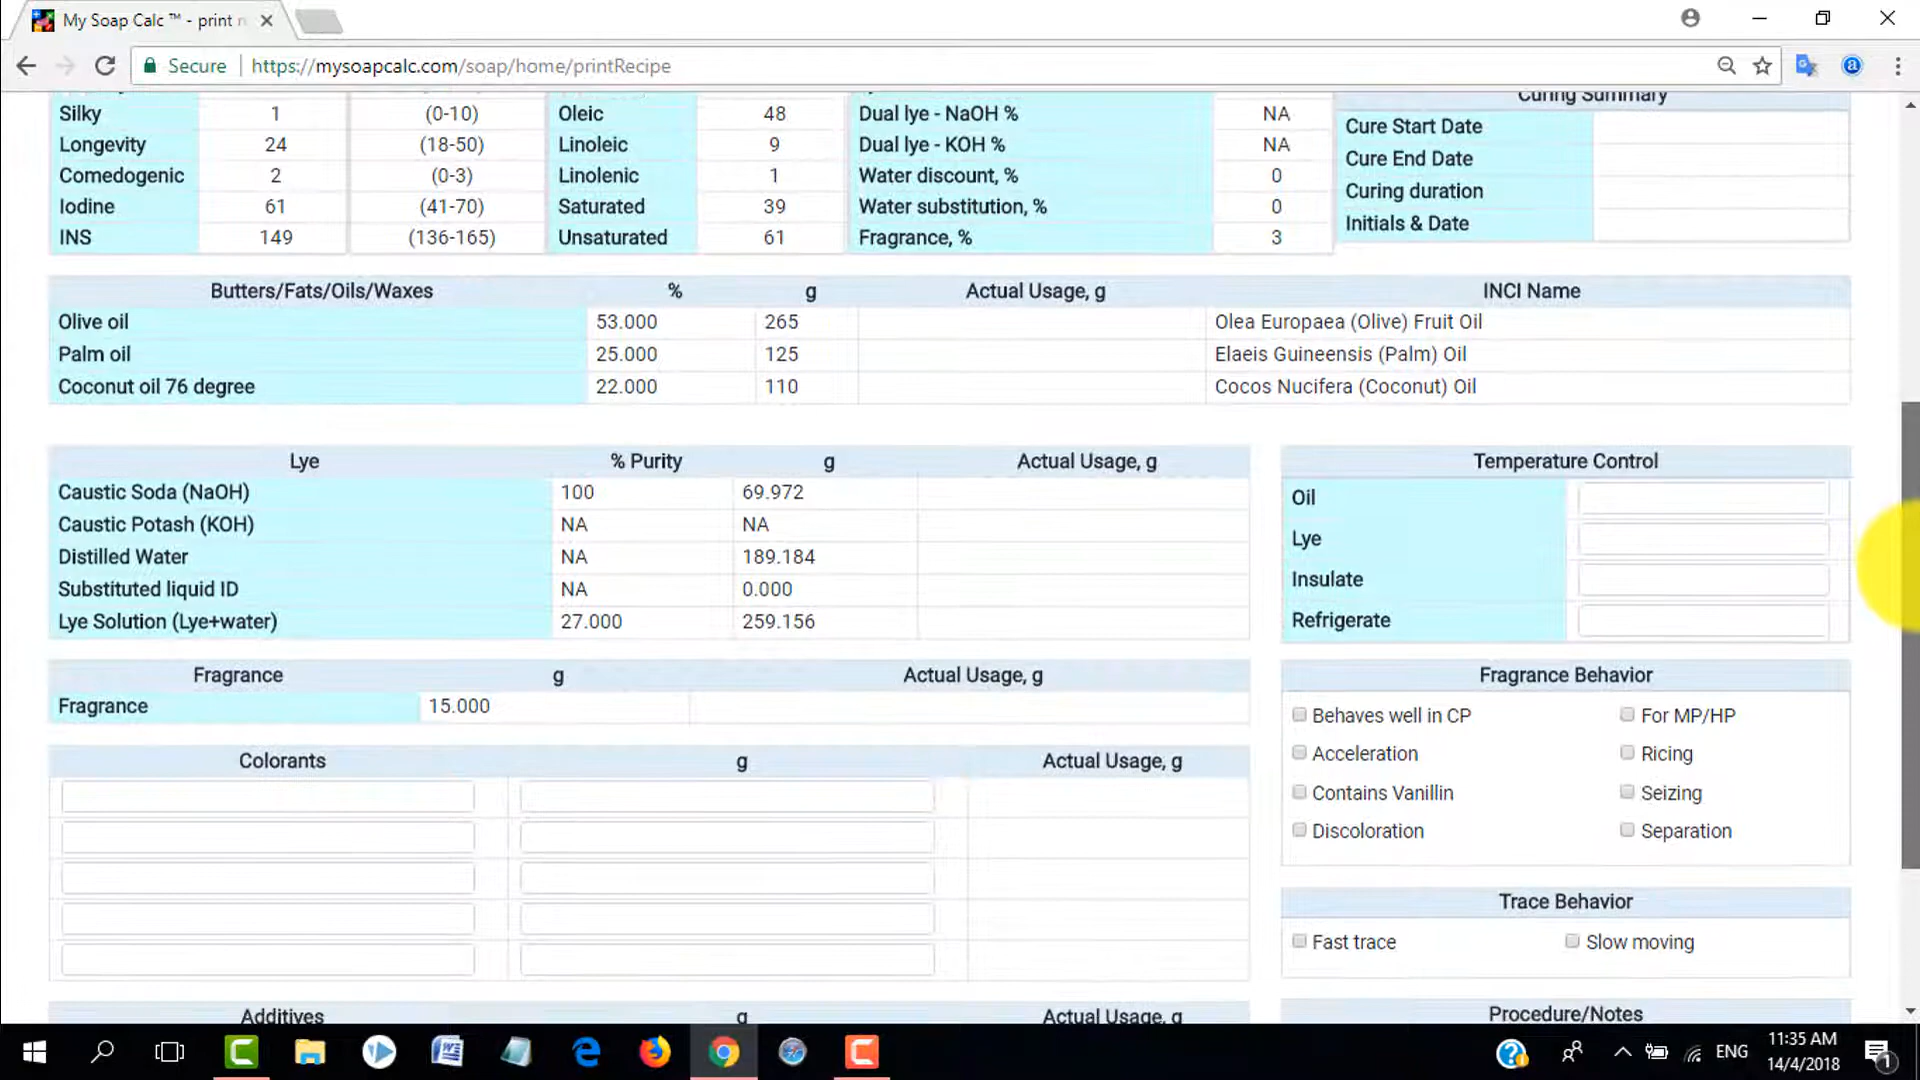 My Soap Calc ™ - print r
Secure https://mysoapcalc.com/soap/home/printRecipe
Curing Summary
Silky 1 (0-10) Oleic 48 Dual lye - NaOH % NA
Cure Start Date
Longevity 24 (18-50) Linoleic 9 Dual lye - KOH % NA
Cure End Date
Comedogenic 2 (0-3) Linolenic 1 Water discount, % 0
Curing duration
Iodine 61 (41-70) Saturated 39 Water substitution, % 0
Initials & Date
INS 149 (136-165) Unsaturated 61 Fragrance, % 3
Butters/Fats/Oils/Waxes % g Actual Usage, g INCI Name
Olive oil 53.000 265 Olea Europaea (Olive) Fruit Oil
Palm oil 25.000 125 Elaeis Guineensis (Palm) Oil
Coconut oil 76 degree 22.000 110 Cocos Nucifera (Coconut) Oil
Lye % Purity g Actual Usage, g
Caustic Soda (NaOH) 100 69.972
Caustic Potash (KOH) NA NA
Distilled Water NA 189.184
Substituted liquid ID NA 0.000
Lye Solution (Lye+water) 27.000 259.156
Temperature Control
Oil
Lye
Insulate
Refrigerate
Fragrance g Actual Usage, g
Fragrance 15.000
Fragrance Behavior
Behaves well in CP For MP/HP
Acceleration Ricing
Contains Vanillin Seizing
Discoloration Separation
Colorants g Actual Usage, g
Trace Behavior
Fast trace Slow moving
Additives g Actual Usage, g
Procedure/Notes
ENG
11:35 AM
14/4/2018
1